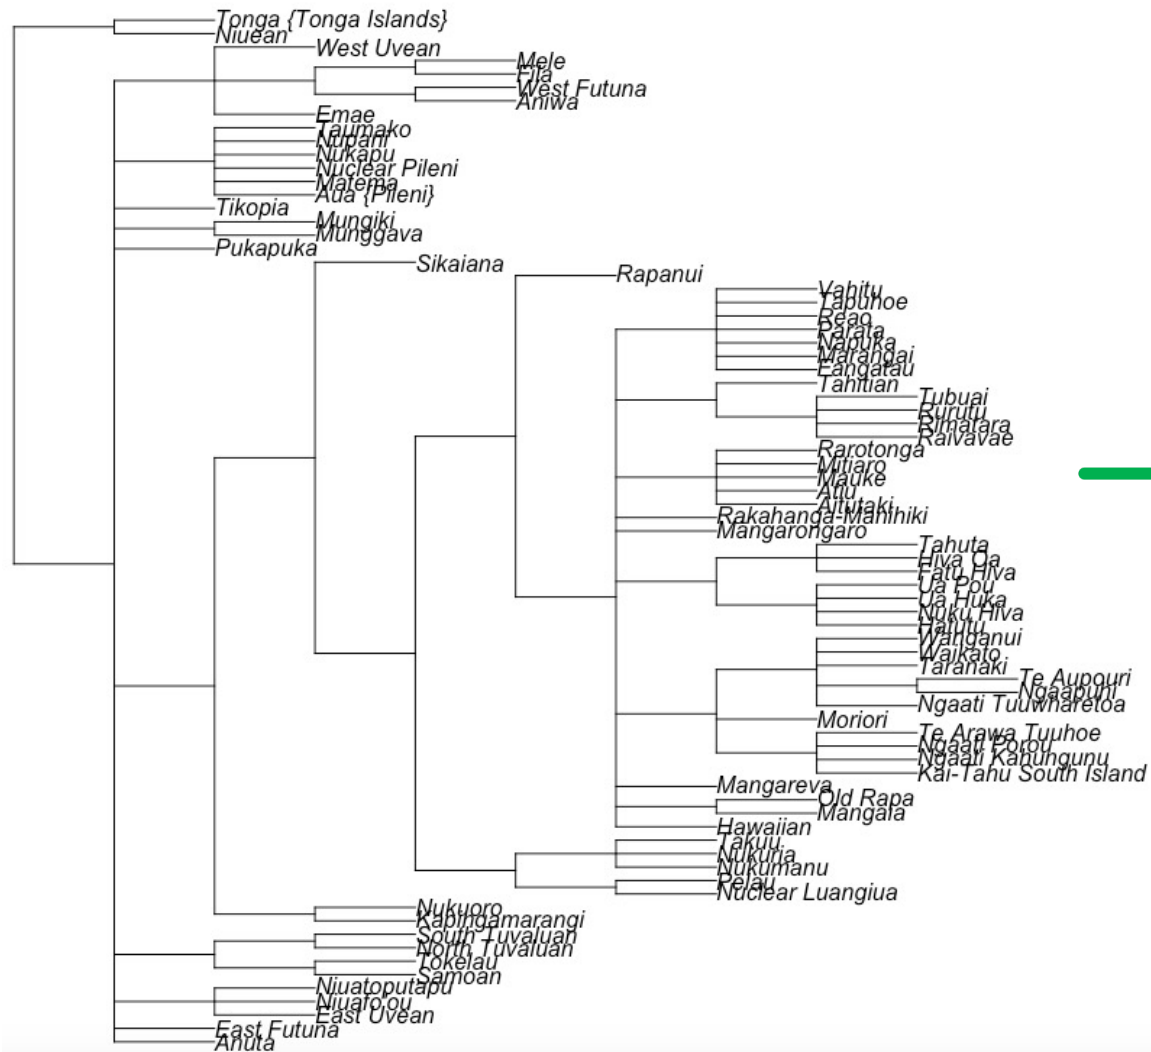 Tonga {Tonga Islands}
Niuean
West Uvean
Mele
Fila
West Futuna
Aniwa
Emae
Taumako
Nupani
Nukapu
Nuclear Pileni
Matema
Aua {Pileni}
Tikopia
Mungiki
Munggava
Pukapuka
Sikaiana
Rapanui
Vahitu
Tapuhoe
Reao
Parata
Napuka
Marangai
Fangatau
Tahitian
Tubuai
Rurutu
Rimatara
Raivavae
Rarotonga
Mitiaro
Mauke
Atiu
Aitutaki
Rakahanga-Manihiki
Mangarongaro
Tahuta
Hiva Oa
Fatu Hiva
Ua Pou
Ua Huka
Nuku Hiva
Hatutu
Wanganui
Waikato
Taranaki
Te Aupouri
Ngaapuhi
Ngaati Tuuwharetoa
Moriori
Te Arawa Tuuhoe
Ngaati Porou
Ngaati Kahungunu
Kai-Tahu South Island
Mangareva
Old Rapa
Mangaia
Hawaiian
Takuu
Nukuria
Nukumanu
Pelau
Nuclear Luangiua
Nukuoro
Kapingamarangi
South Tuvaluan
North Tuvaluan
Tokelau
Samoan
Niuatoputapu
Niuafo'ou
East Uvean
East Futuna
Anuta